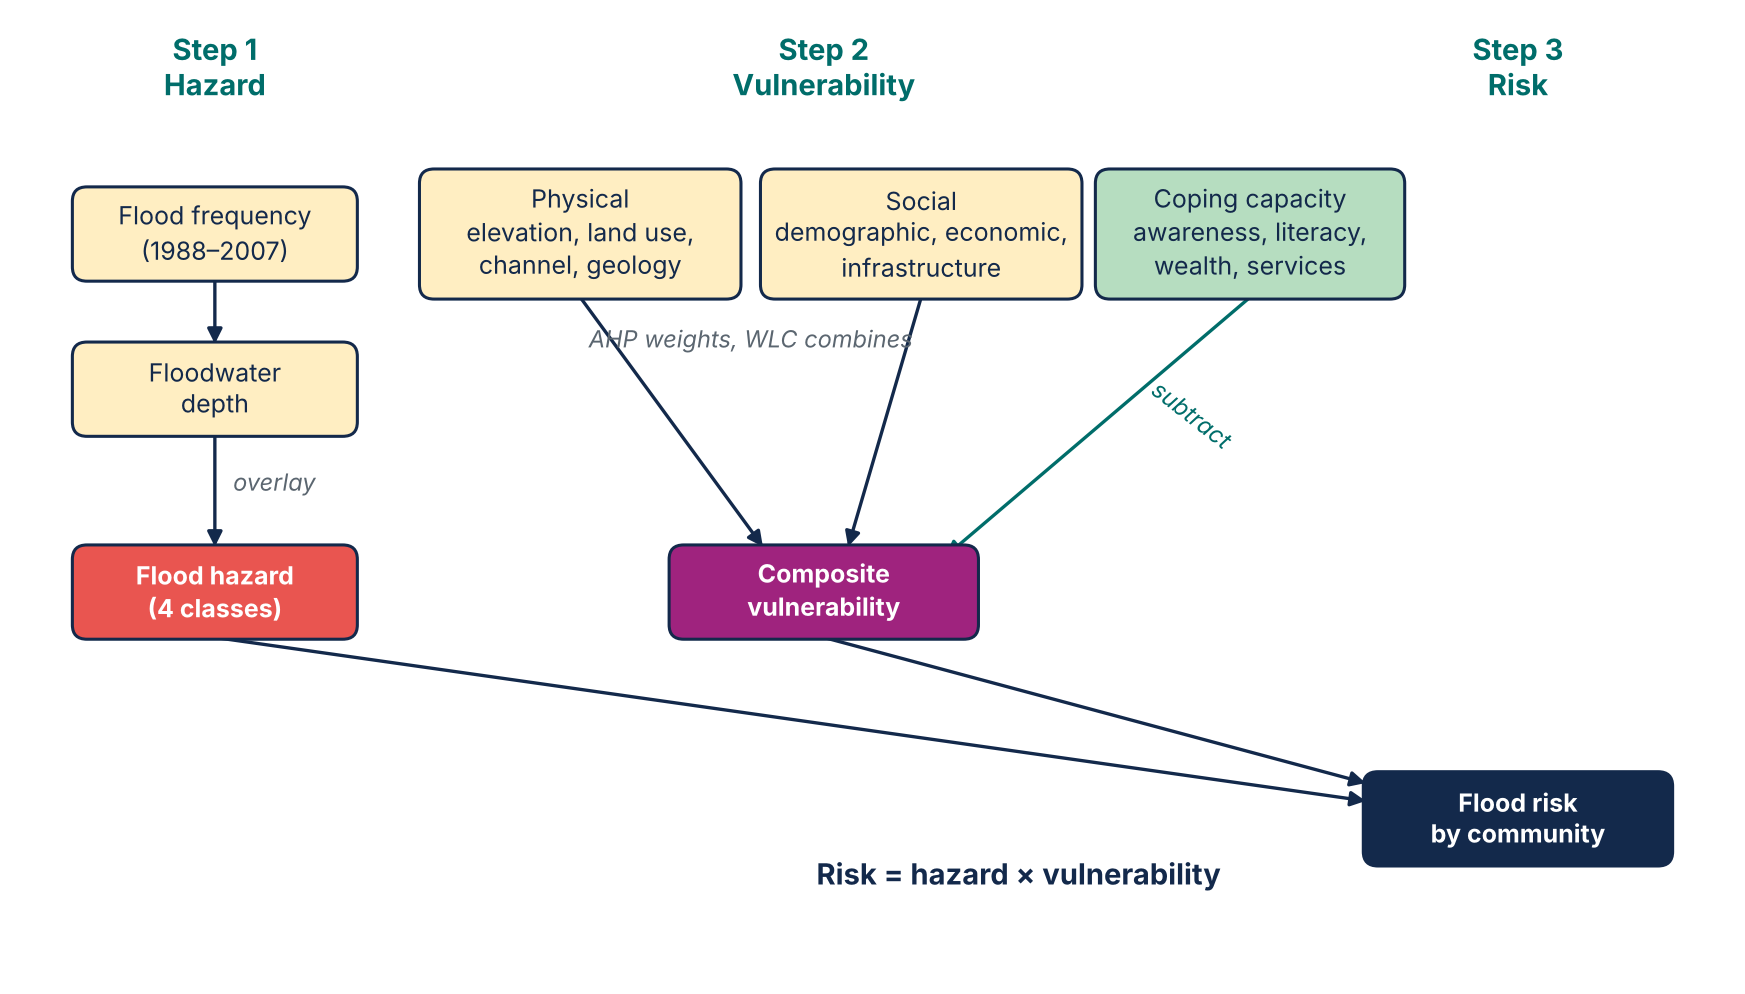 Step 1
Hazard
Step 2
Vulnerability
Step 3
Risk
Flood frequency
(1988–2007)
Physical
elevation, land use,
channel, geology
Social
demographic, economic,
infrastructure
Coping capacity
awareness, literacy,
wealth, services
AHP weights, WLC combines
Floodwater
depth
subtract
overlay
Flood hazard
(4 classes)
Composite
vulnerability
Flood risk
by community
Risk = hazard × vulnerability